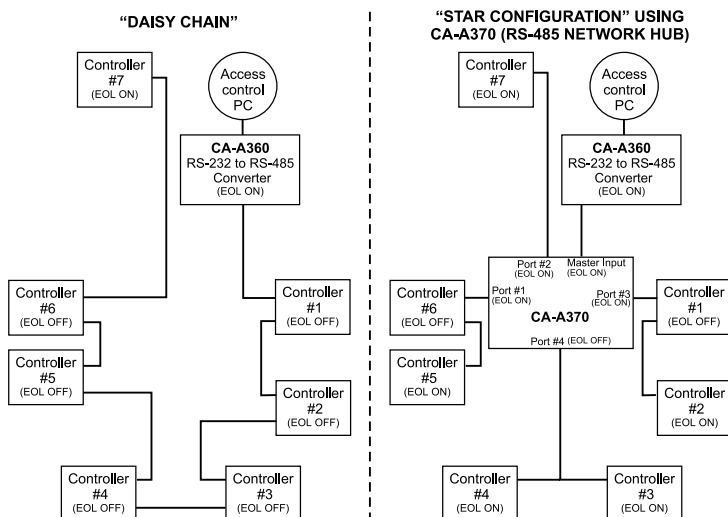 “DAISY CHAIN”
Controller
#7
(EOL ON)
Access
control
PC
CA-A360
RS-232 to RS-485
Converter
(EOL ON)
Controller
#6
(EOL OFF)
Controller
#1
(EOL OFF)
Controller
#5
(EOL OFF)
Controller
#2
(EOL OFF)
Controller
#4
(EOL OFF)
Controller
#3
(EOL OFF)
“STAR CONFIGURATION” USING
CA-A370 (RS-485 NETWORK HUB)
Controller
#7
(EOL ON)
Access
control
PC
CA-A360
RS-232 to RS-485
Converter
(EOL ON)
Port #2
(EOL ON)
Master Input
(EOL ON)
Port #1
(EOL ON)
Port #3
(EOL ON)
CA-A370
Port #4 (EOL OFF)
Controller
#6
(EOL OFF)
Controller
#1
(EOL OFF)
Controller
#5
(EOL ON)
Controller
#2
(EOL ON)
Controller
#4
(EOL ON)
Controller
#3
(EOL ON)